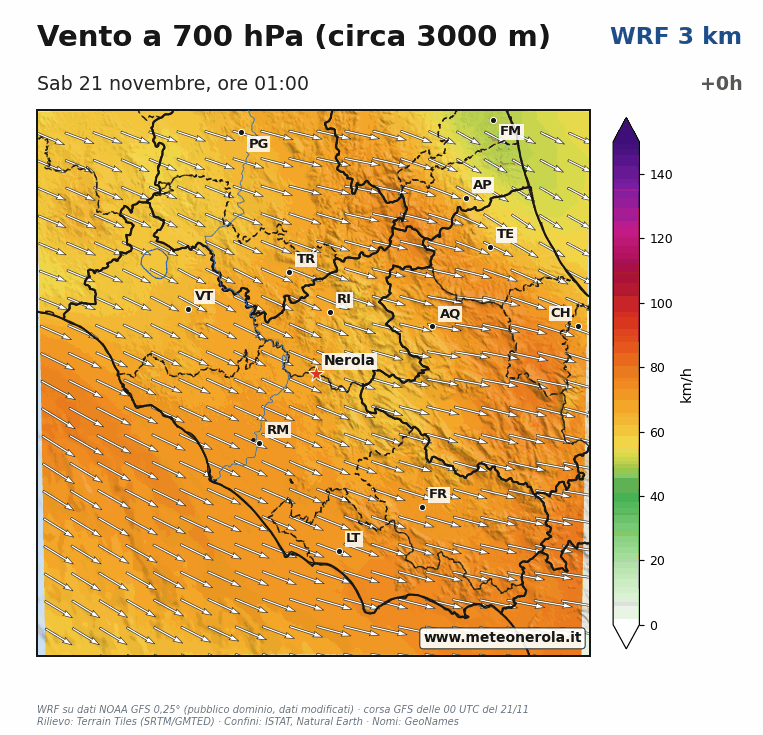 Vento a 700 hPa (circa 3000 m)
WRF 3 km
Sab 21 novembre, ore 01:00
+0h
PG
FM
AP
TE
TR
VT
RI
AQ
CH
Nerola
RM
FR
LT
www.meteonerola.it
140
120
100
80
60
40
20
0
km/h
WRF su dati NOAA GFS 0,25° (pubblico dominio, dati modificati) · corsa GFS delle 00 UTC del 21/11
Rilievo: Terrain Tiles (SRTM/GMTED) · Confini: ISTAT, Natural Earth · Nomi: GeoNames